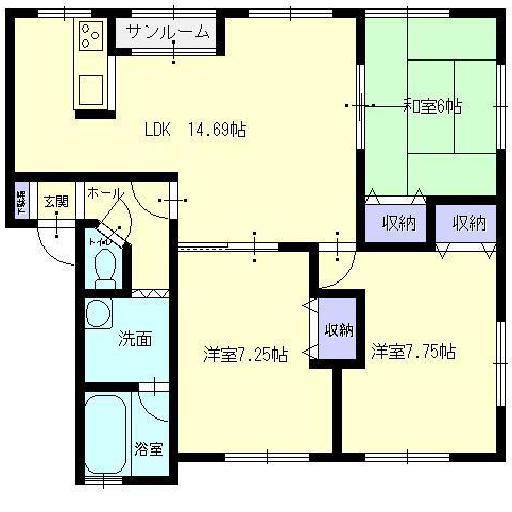 サンルーム
和室6帖
LDK 14.69帖
下駄箱
玄関
ホール
収納
収納
トイレ
洗面
収納
洋室7.25帖
洋室7.75帖
浴室